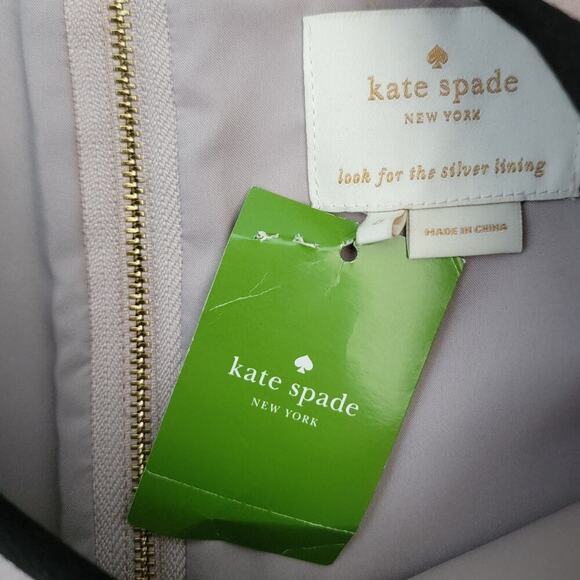 kate spade
NEW YORK
look for the silver lining
MADE IN CHINA
kate spade
NEW YORK